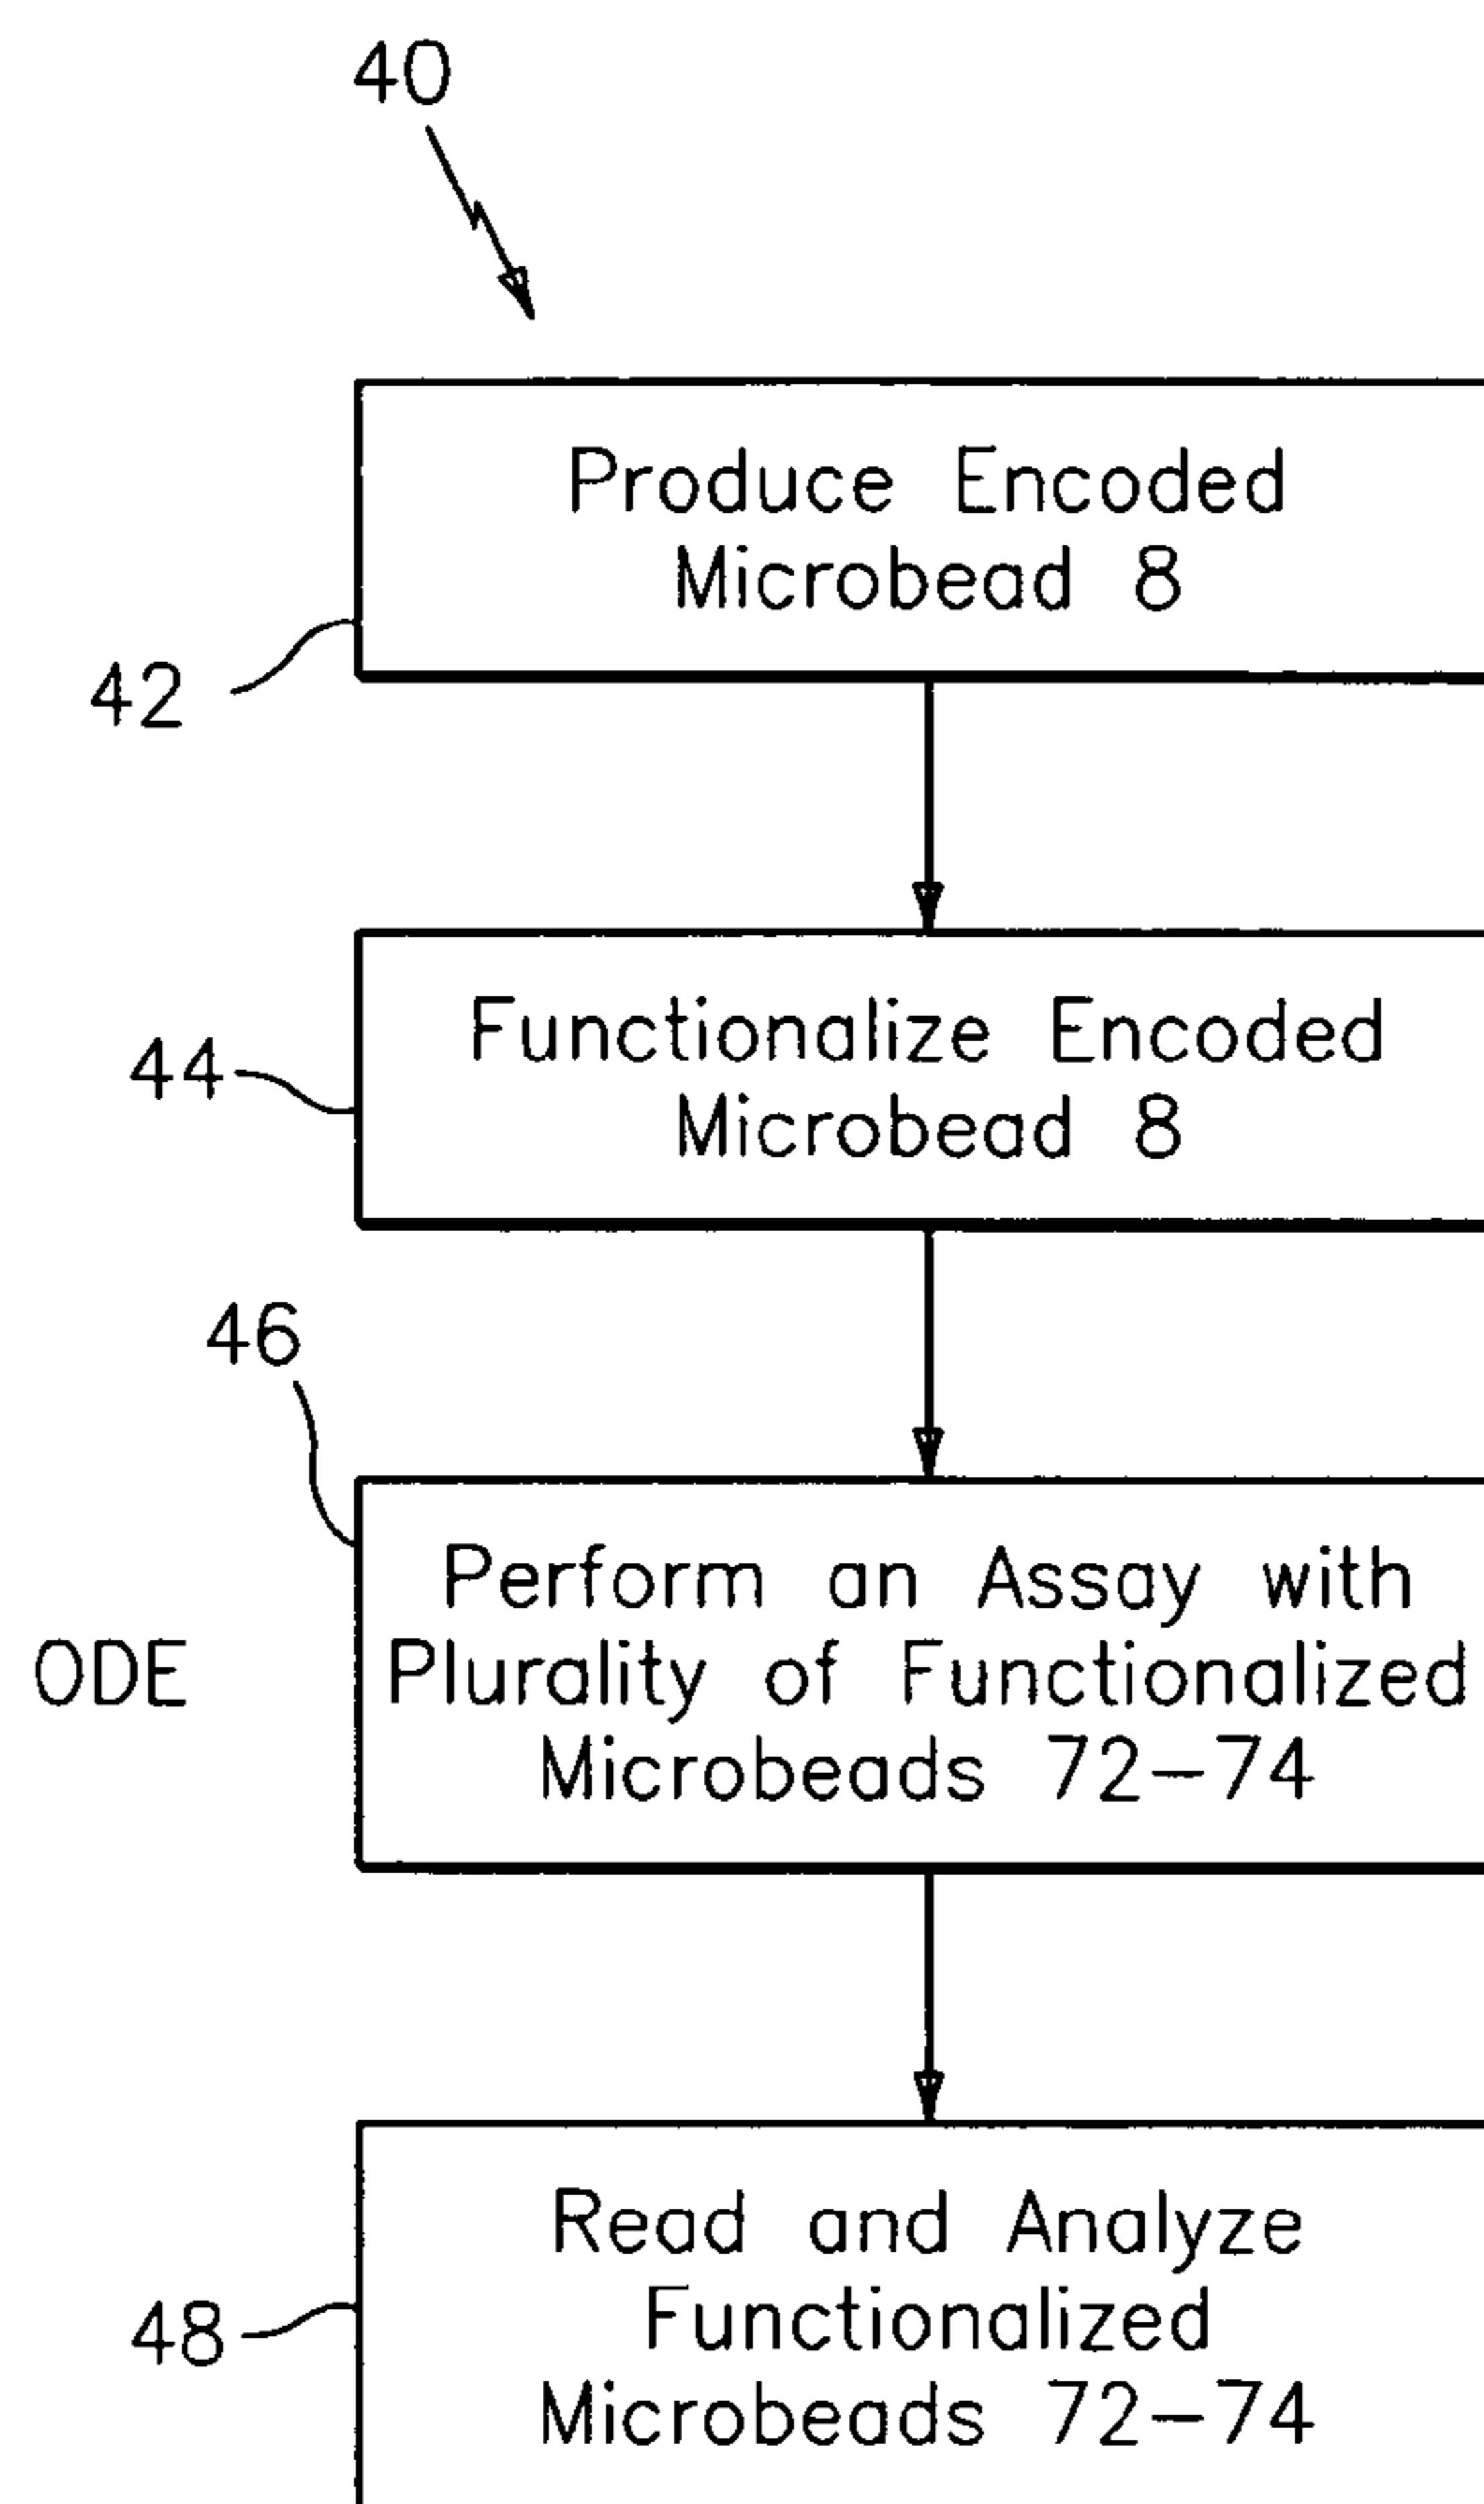 40
Produce Encoded
Microbead 8
42
Functionalize Encoded
Microbead 8
44
46
Perform an Assay with
Plurality of Functionalized
Microbeads 72-74
ODE
Read and Analyze
Functionalized
Microbeads 72-74
48